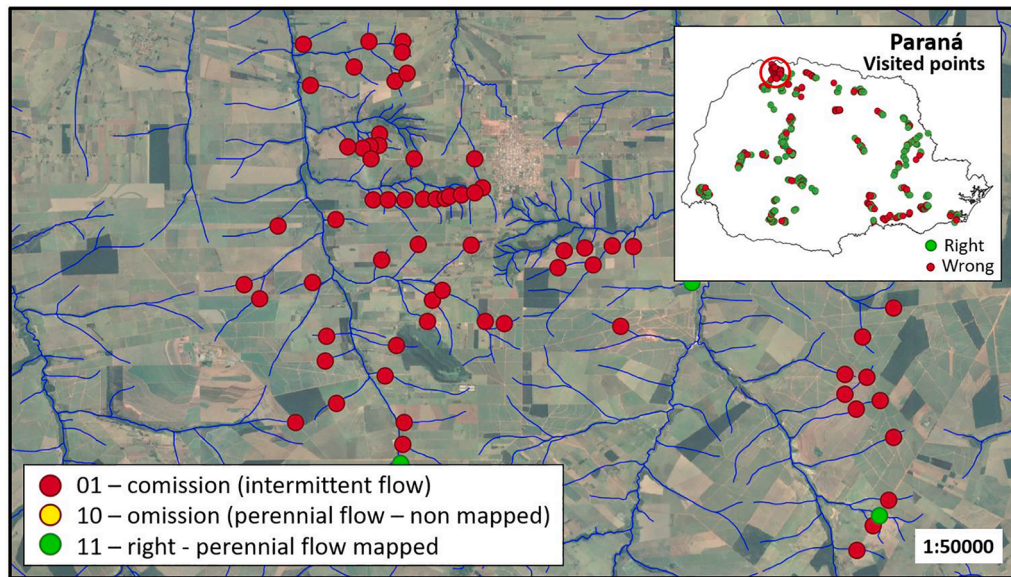 Paraná
Visited points
Right
Wrong
01 – comission (intermittent flow)
10 – omission (perennial flow – non mapped)
11 – right - perennial flow mapped
1:50000